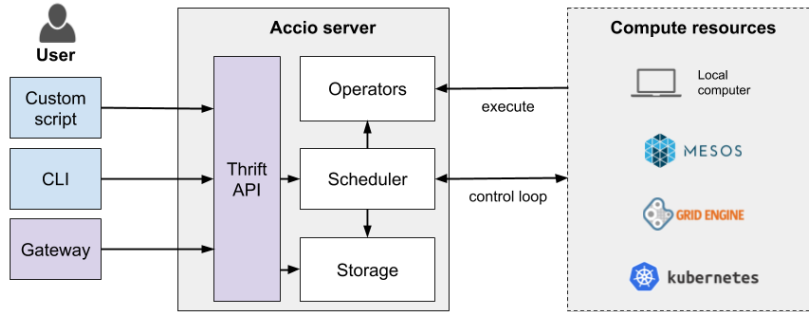 User
Custom
script
CLI
Gateway
Accio server
Thrift
API
Operators
Scheduler
Storage
execute
control loop
Compute resources
Local
computer
MESOS
GRID ENGINE
kubernetes